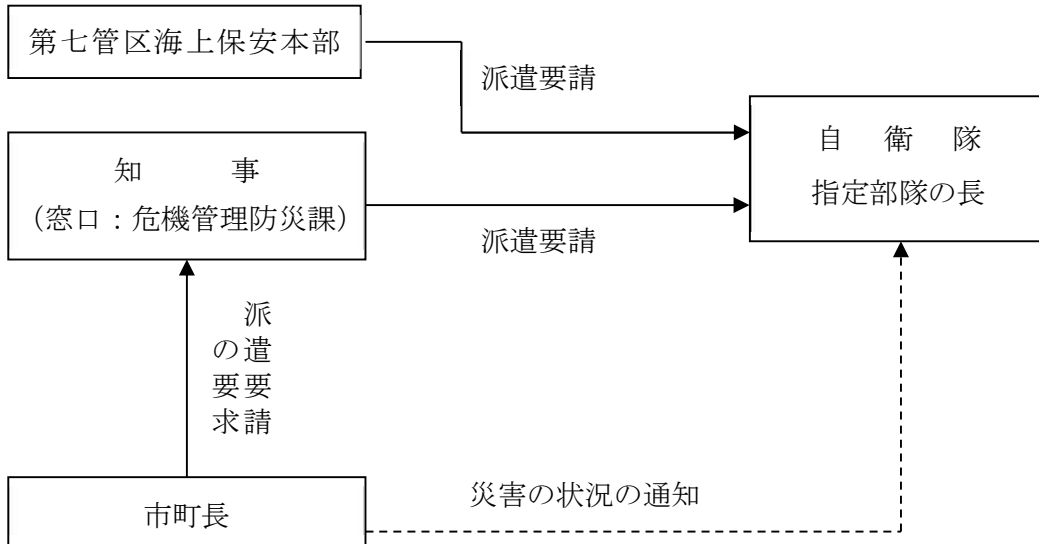 第七管区海上保安本部
派遣要請
自衛隊
指定部隊の長
知事
（窓口：危機管理防災課）
派遣要請
派遣要請
の要求
市町長
災害の状況の通知